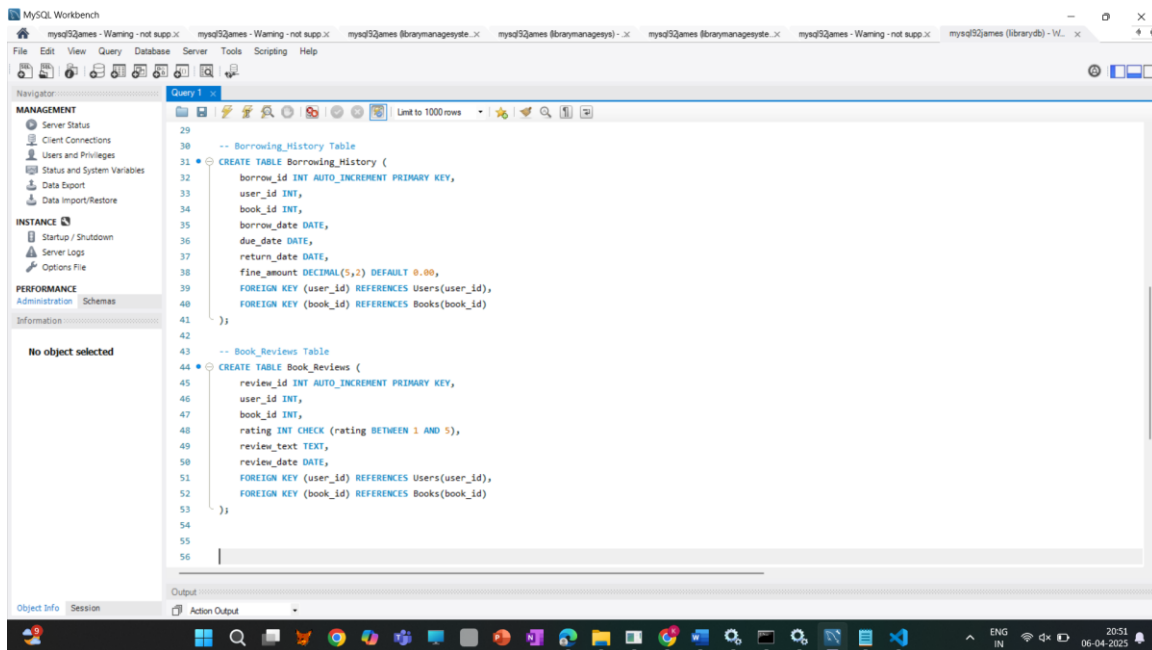 MySQL Workbench
mysql92james - Warning - not supp.x
mysql92james - Warning - not supp.x
mysql92james (librarymanagesyste...x
mysql92james (librarymanagesys) - ...x
mysql92james (librarymanagesyste...x
mysql92james - Warning - not supp.x
mysql92james (librarydb) - W... x
File Edit View Query Database Server Tools Scripting Help
Navigator
Query 1 x
MANAGEMENT
Server Status
Client Connections
Users and Privileges
Status and System Variables
Data Export
Data Import/Restore
INSTANCE
Startup / Shutdown
Server Logs
Options File
PERFORMANCE
Administration Schemas
Information
No object selected
Object Info Session
Limit to 1000 rows
29
30 -- Borrowing_History Table
31 CREATE TABLE Borrowing_History (
32 borrow_id INT AUTO_INCREMENT PRIMARY KEY,
33 user_id INT,
34 book_id INT,
35 borrow_date DATE,
36 due_date DATE,
37 return_date DATE,
38 fine_amount DECIMAL(5,2) DEFAULT 0.00,
39 FOREIGN KEY (user_id) REFERENCES Users(user_id),
40 FOREIGN KEY (book_id) REFERENCES Books(book_id)
41 );
42
43 -- Book_Reviews Table
44 CREATE TABLE Book_Reviews (
45 review_id INT AUTO_INCREMENT PRIMARY KEY,
46 user_id INT,
47 book_id INT,
48 rating INT CHECK (rating BETWEEN 1 AND 5),
49 review_text TEXT,
50 review_date DATE,
51 FOREIGN KEY (user_id) REFERENCES Users(user_id),
52 FOREIGN KEY (book_id) REFERENCES Books(book_id)
53 );
54
55
56
Output
Action Output
9
ENG
IN
20:51
06-04-2025